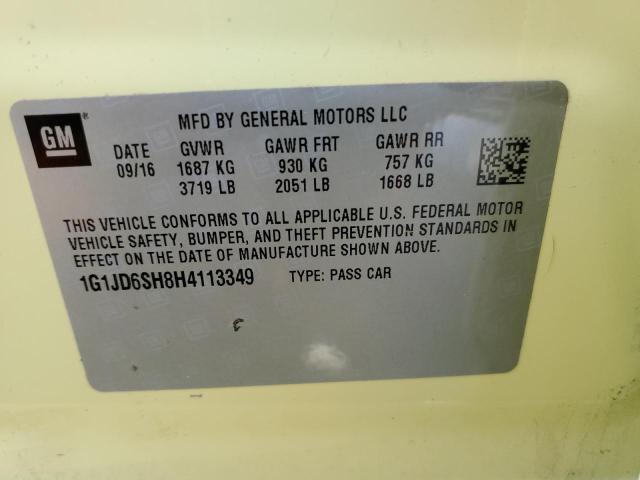 GM ®
MFD BY GENERAL MOTORS LLC
DATE GVWR GAWR FRT GAWR RR
09/16 1687 KG 930 KG 757 KG
3719 LB 2051 LB 1668 LB
THIS VEHICLE CONFORMS TO ALL APPLICABLE U.S. FEDERAL MOTOR
VEHICLE SAFETY, BUMPER, AND THEFT PREVENTION STANDARDS IN
EFFECT ON THE DATE OF MANUFACTURE SHOWN ABOVE.
1G1JD6SH8H4113349 TYPE: PASS CAR